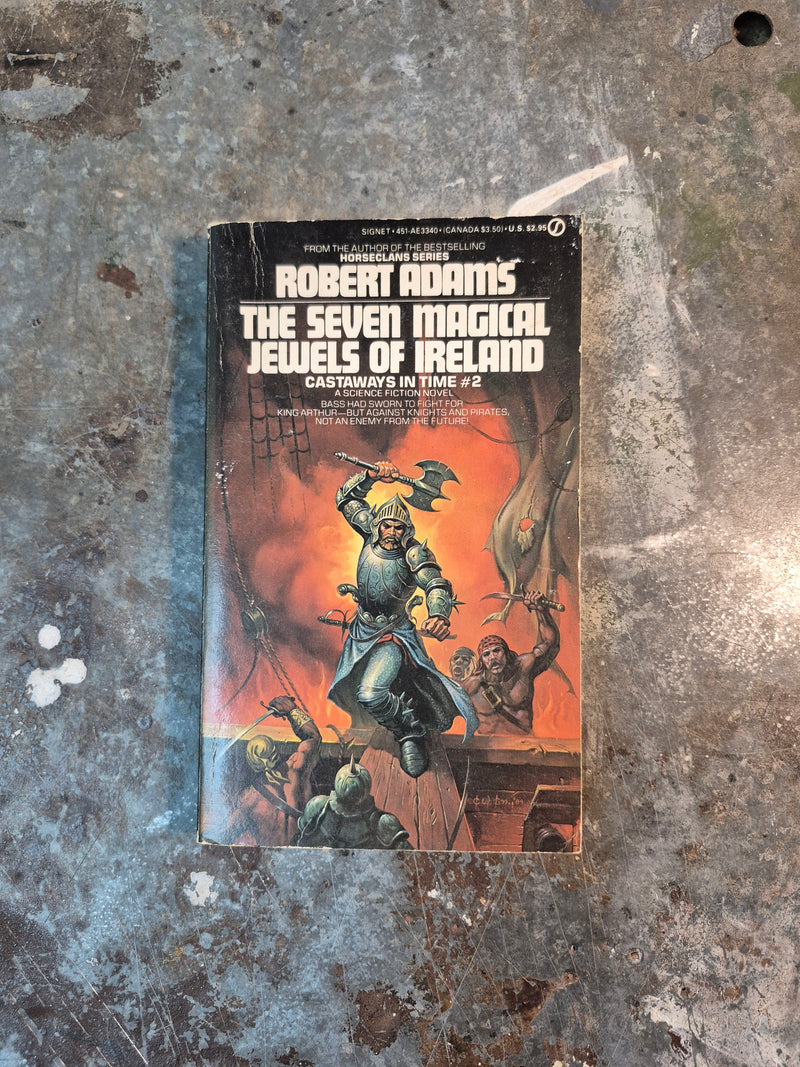 SIGNET • 451-AE3340 • (CANADA $3.50) • U.S. $2.95
FROM THE AUTHOR OF THE BESTSELLING
HORSECLANS SERIES
ROBERT ADAMS
THE SEVEN MAGICAL
JEWELS OF IRELAND
CASTAWAYS IN TIME #2
A SCIENCE FICTION NOVEL
BASS HAD SWORN TO FIGHT FOR
KING ARTHUR—BUT AGAINST KNIGHTS AND PIRATES,
NOT AN ENEMY FROM THE FUTURE!